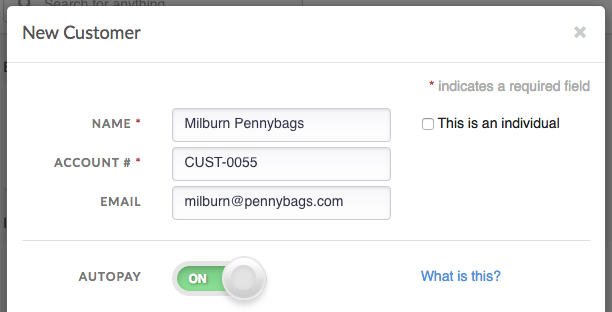 Search for anything
New Customer ×
* indicates a required field
NAME * Milburn Pennybags This is an individual
ACCOUNT # * CUST-0055
EMAIL milburn@pennybags.com
AUTOPAY ON What is this?